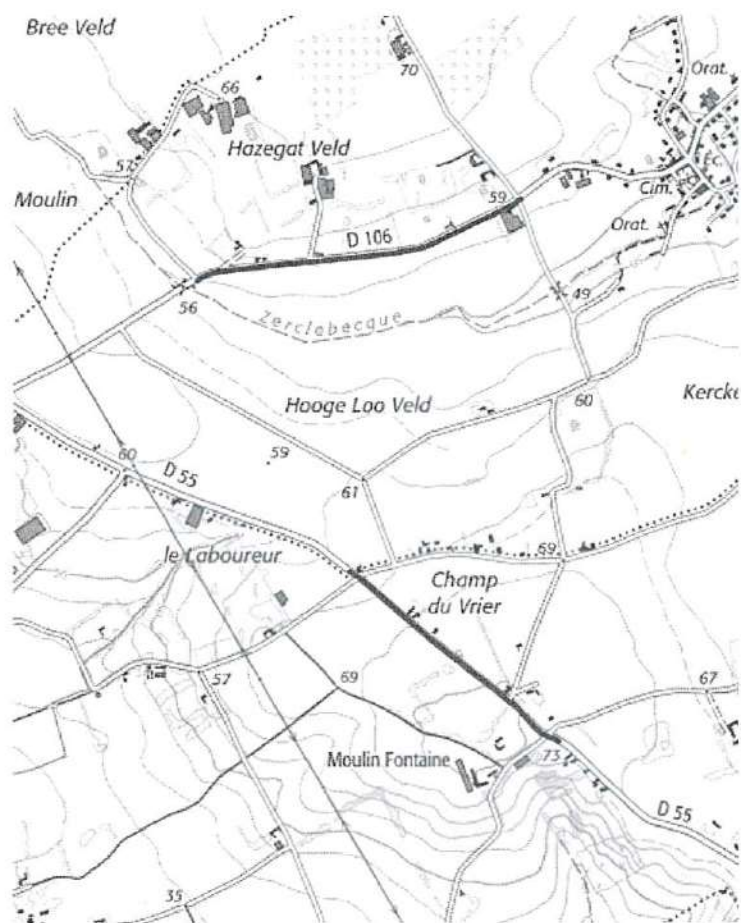 Bree Veld
70
Orat.
66
57
Hazegat Veld
Éc.
Moulin
59
Cim.
D 106
Orat.
56
49
Zerclabecque
Hooge Loo Veld
60
Kercke
60
59
D 55
61
le Laboureur
69
Champ
du Vrier
57
69
67
Moulin Fontaine
73
D 55
35